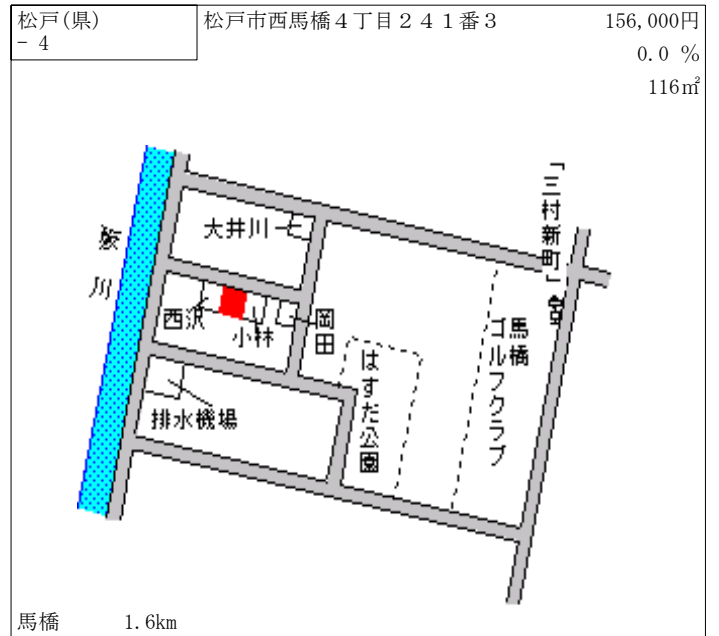 松戸(県)
- 4
松戸市西馬橋4丁目241番3
156,000円
0.0 %
116㎡
「三村新町」
大井川
川
西沢
小林
岡田
馬橋
ゴルフクラブ
はすだ公園
排水機場
馬橋 1.6km